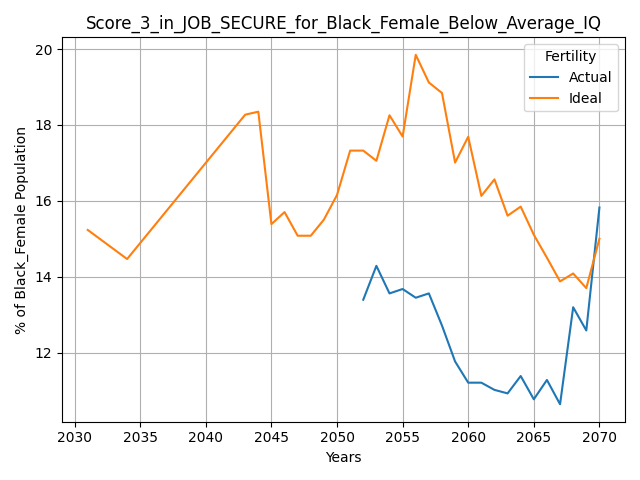 Score_3_in_JOB_SECURE_for_Black_Female_Below_Average_IQ
Fertility
Actual
Ideal
20
18
16
14
12
% of Black_Female Population
2030 2035 2040 2045 2050 2055 2060 2065 2070
Years